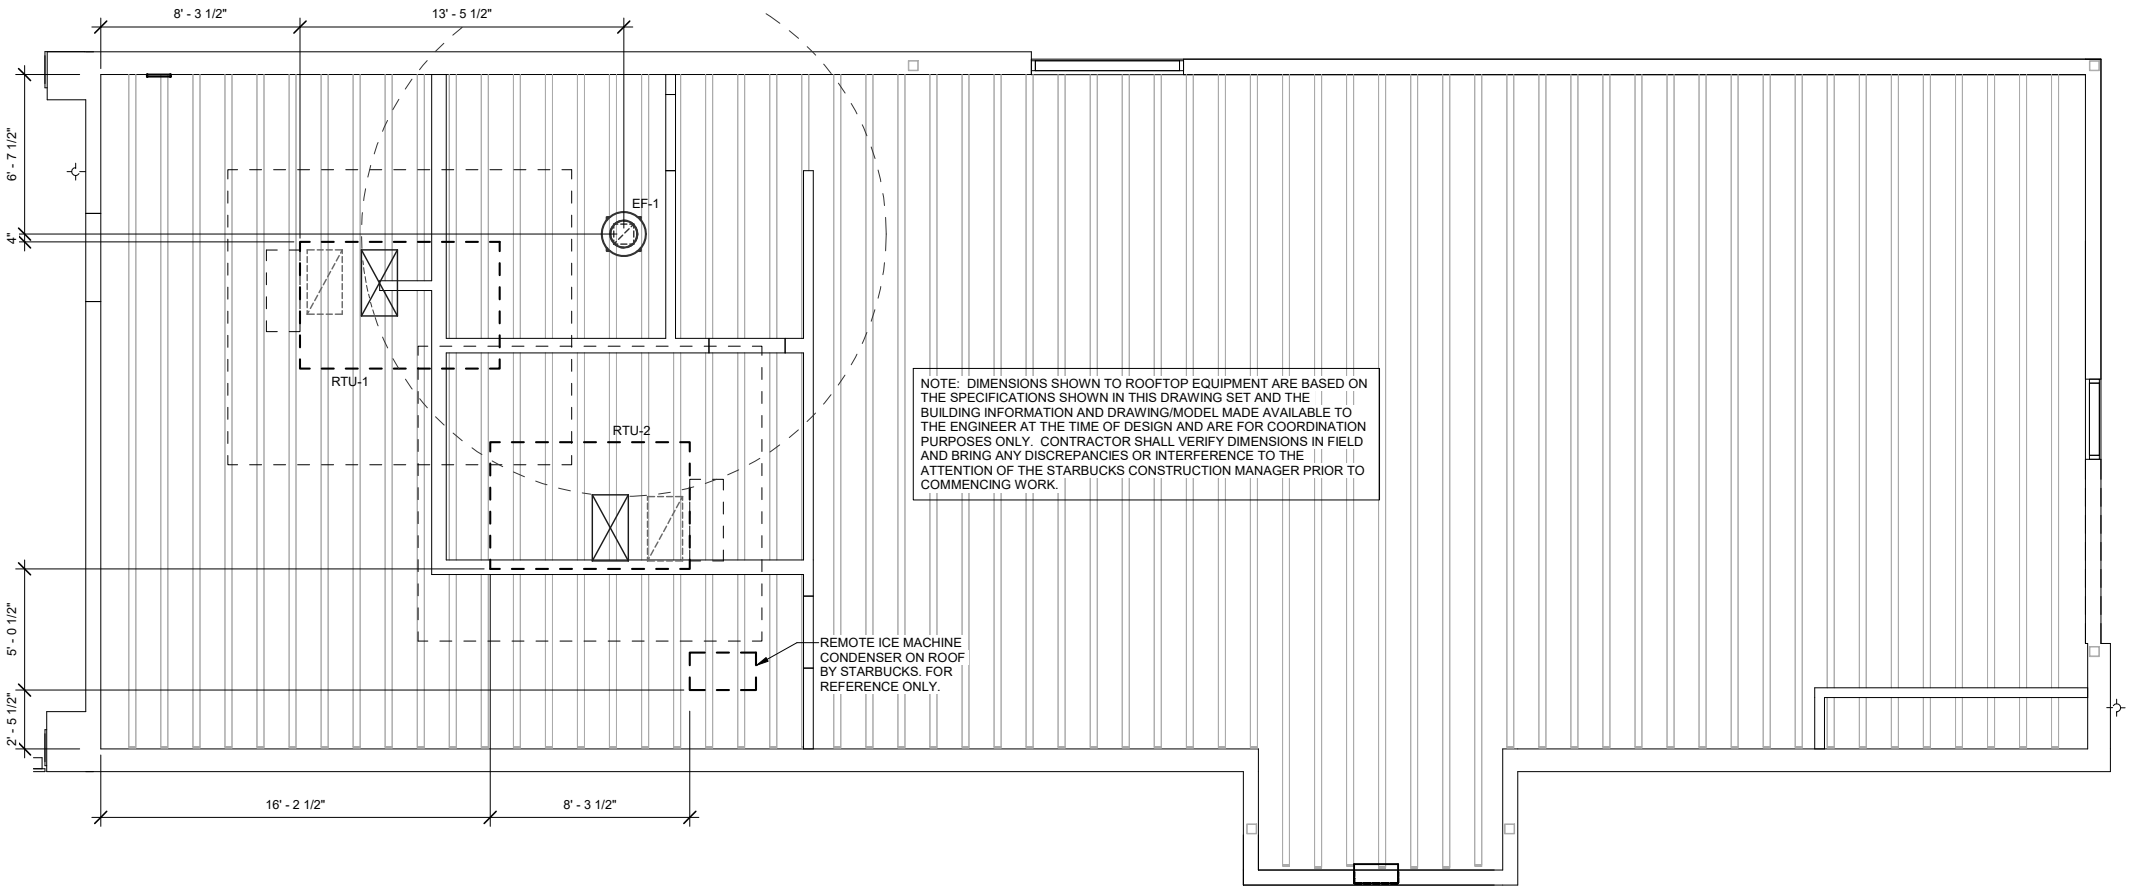 8' - 3 1/2"
13' - 5 1/2"
6' - 7 1/2"
4"
EF-1
RTU-1
RTU-2
NOTE: DIMENSIONS SHOWN TO ROOFTOP EQUIPMENT ARE BASED ON
THE SPECIFICATIONS SHOWN IN THIS DRAWING SET AND THE
BUILDING INFORMATION AND DRAWING/MODEL MADE AVAILABLE TO
THE ENGINEER AT THE TIME OF DESIGN AND ARE FOR COORDINATION
PURPOSES ONLY. CONTRACTOR SHALL VERIFY DIMENSIONS IN FIELD
AND BRING ANY DISCREPANCIES OR INTERFERENCE TO THE
ATTENTION OF THE STARBUCKS CONSTRUCTION MANAGER PRIOR TO
COMMENCING WORK.
5' - 0 1/2"
REMOTE ICE MACHINE
CONDENSER ON ROOF
BY STARBUCKS. FOR
REFERENCE ONLY.
2' - 5 1/2"
16' - 2 1/2"
8' - 3 1/2"